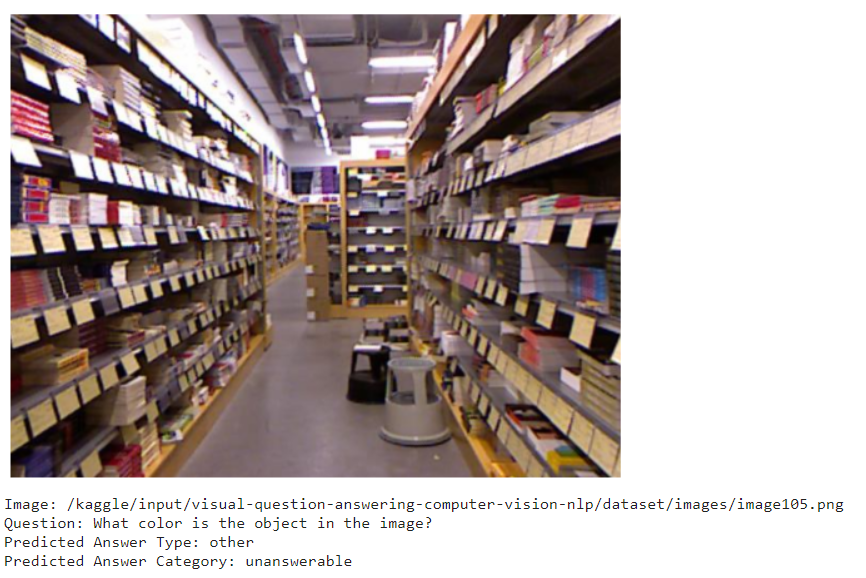 Image: /kaggle/input/visual-question-answering-computer-vision-nlp/dataset/images/image105.png
Question: What color is the object in the image?
Predicted Answer Type: other
Predicted Answer Category: unanswerable